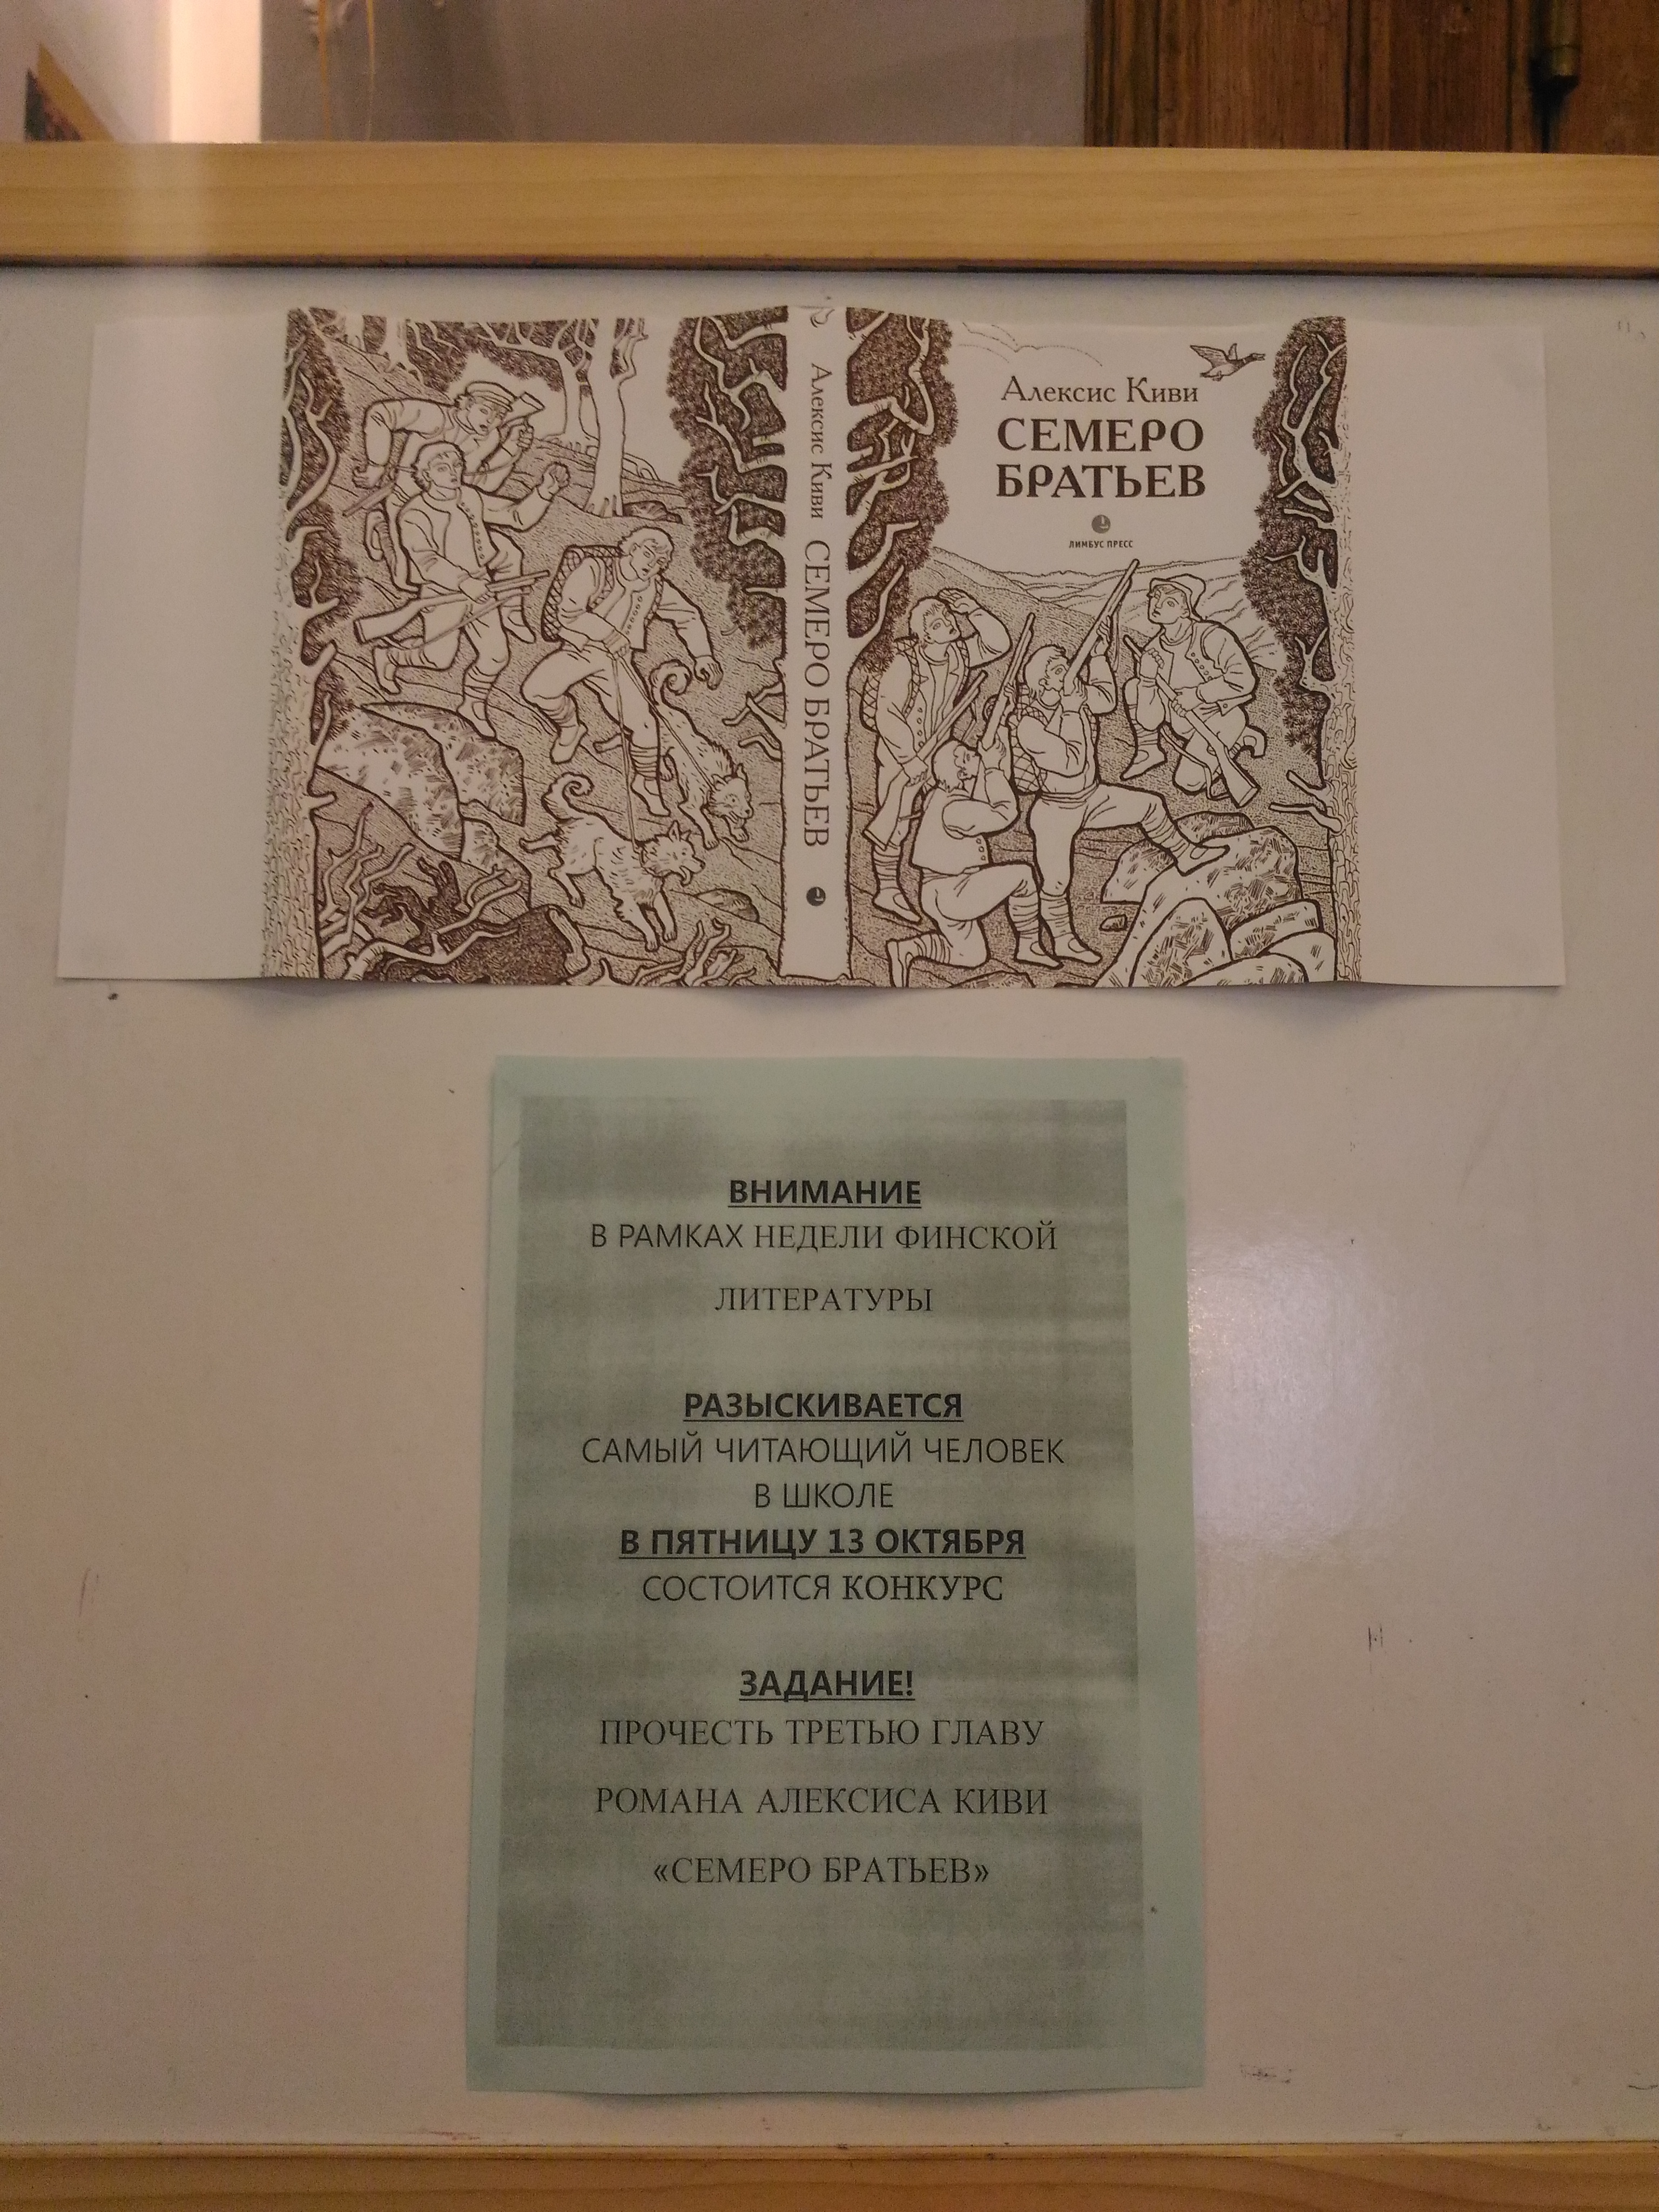 Алексис Киви СЕМЕРО БРАТЬЕВ
Алексис Киви
СЕМЕРО
БРАТЬЕВ
ЛИМБУС ПРЕСС
ВНИМАНИЕ
В РАМКАХ НЕДЕЛИ ФИНСКОЙ
ЛИТЕРАТУРЫ
РАЗЫСКИВАЕТСЯ
САМЫЙ ЧИТАЮЩИЙ ЧЕЛОВЕК
В ШКОЛЕ
В ПЯТНИЦУ 13 ОКТЯБРЯ
СОСТОИТСЯ КОНКУРС
ЗАДАНИЕ!
ПРОЧЕСТЬ ТРЕТЬЮ ГЛАВУ
РОМАНА АЛЕКСИСА КИВИ
«СЕМЕРО БРАТЬЕВ»